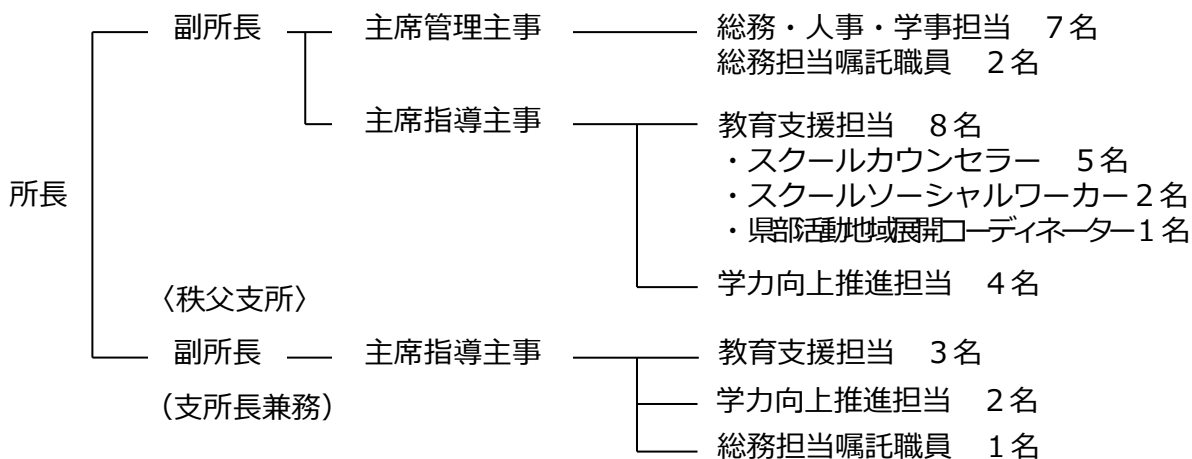 副所長 主席管理主事 総務・人事・学事担当 7名
総務担当嘱託職員 2名
主席指導主事 教育支援担当 8名
・スクールカウンセラー 5名
所長
・スクールソーシャルワーカー2名
・県部活動地域展開コーディネーター1名
学力向上推進担当 4名
〈秩父支所〉
副所長 主席指導主事 教育支援担当 3名
(支所長兼務) 学力向上推進担当 2名
総務担当嘱託職員 1名